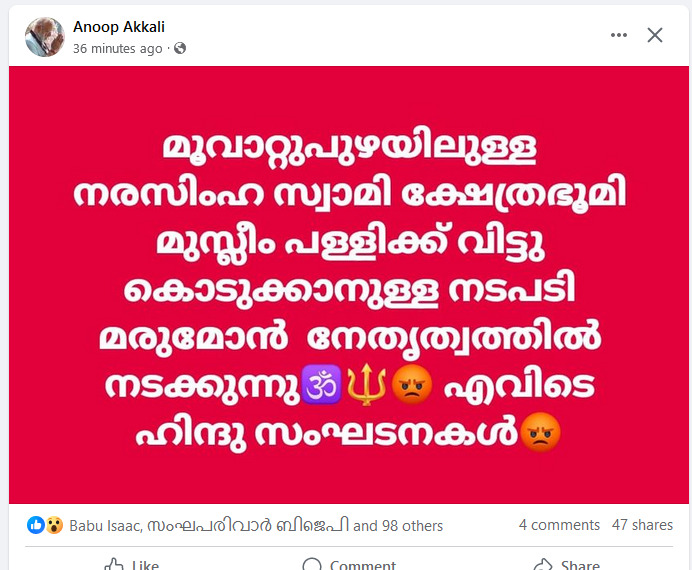 Anoop Akkali
36 minutes ago ·
മൂവാറ്റുപുഴയിലുള്ള
നരസിംഹ സ്വാമി ക്ഷേത്രഭൂമി
മുസ്ലീം പള്ളിക്ക് വിട്ടു
കൊടുക്കാനുള്ള നടപടി
മരുമോൻ നേതൃത്വത്തിൽ
നടക്കുന്നു🕉️🔱😡 എവിടെ
ഹിന്ദു സംഘടനകൾ😡
Babu Isaac, സംഘപരിവാർ ബിജെപി and 98 others 4 comments 47 shares
Like Comment Share